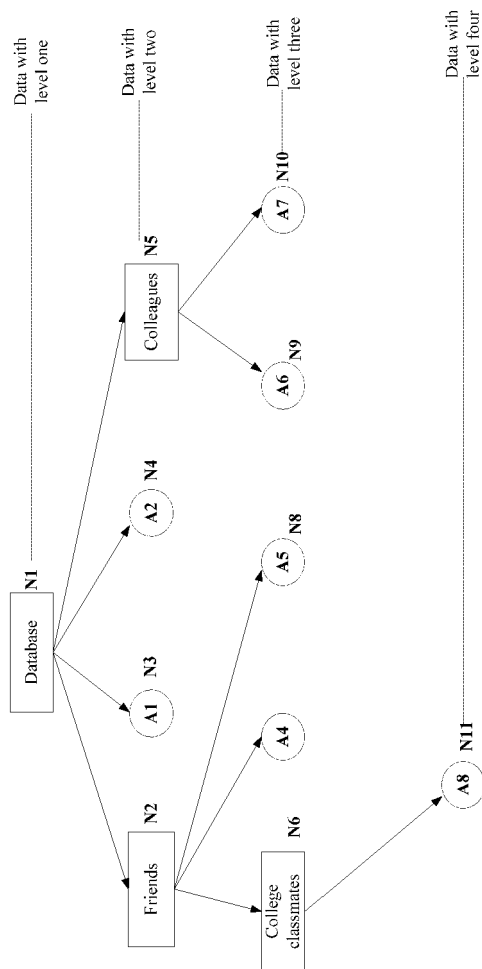 Database
N1
Data with
level one
Friends
N2
A1
N3
A2
N4
Colleagues
N5
Data with
level two
College
classmates
N6
A4
A5
N8
A6
N9
A7
N10
Data with
level three
A8
N11
Data with
level four